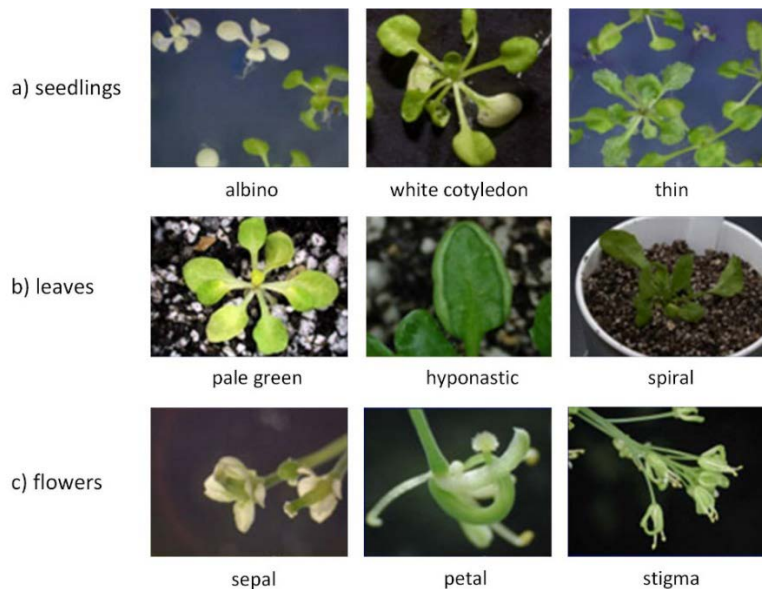 a) seedlings
albino
white cotyledon
thin
b) leaves
pale green
hyponastic
spiral
c) flowers
sepal
petal
stigma